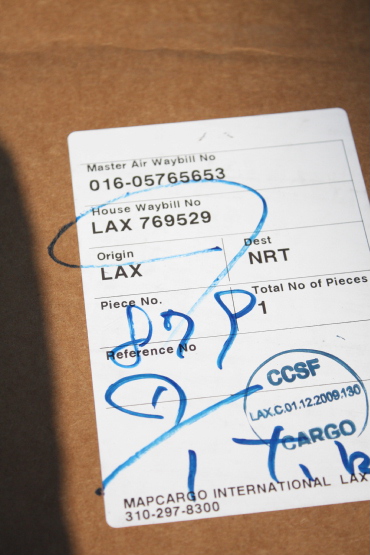 Master Air Waybill No
016-05765653
House Waybill No
LAX 769529
Origin
LAX
Dest
NRT
Piece No.
Total No of Pieces
1
Reference No
CCSF
LAX.C.01.12.2009.130
CARGO
MAPCARGO INTERNATIONAL LAX
310-297-8300